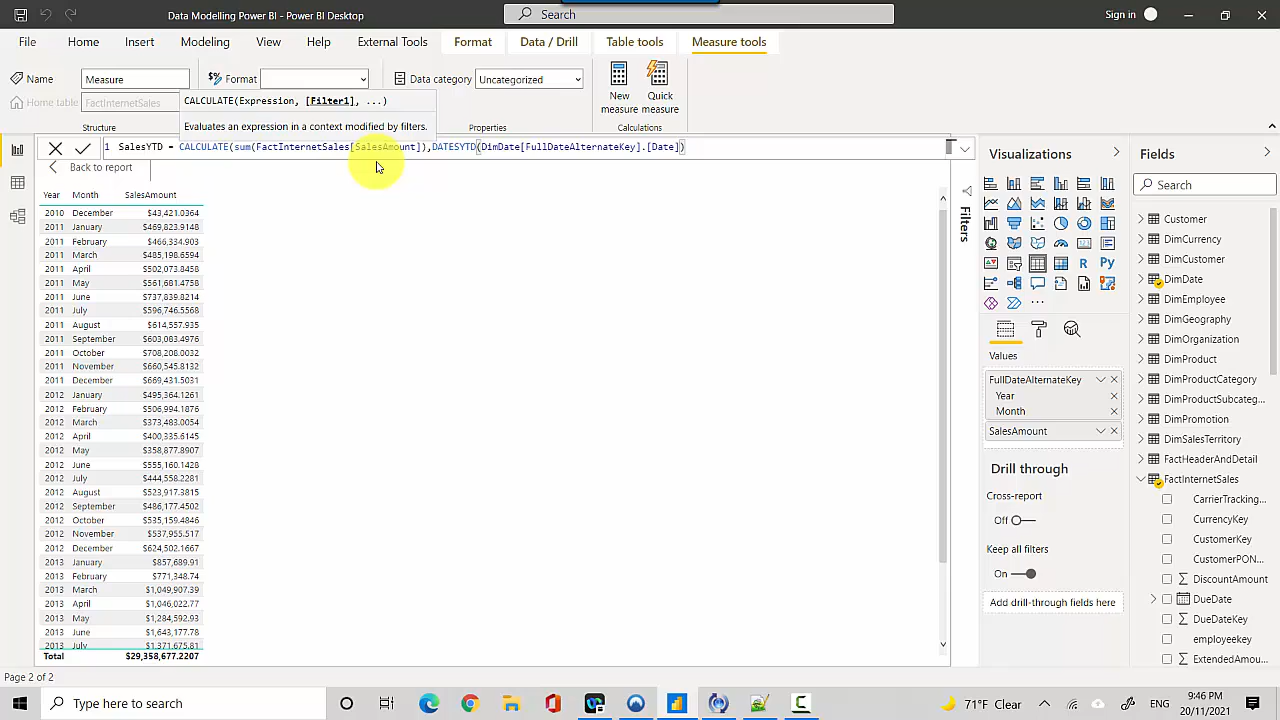 Data Modelling Power BI - Power BI Desktop
Search
Sign in
File Home Insert Modeling View Help External Tools Format Data / Drill Table tools Measure tools
Name Measure
Home table FactInternetSales
Structure
$% Format
Data category Uncategorized
Properties
New measure
Quick measure
Calculations
CALCULATE(Expression, [Filter1], ...)
Evaluates an expression in a context modified by filters.
1 SalesYTD = CALCULATE(sum(FactInternetSales[SalesAmount]),DATESYTD(DimDate[FullDateAlternateKey].[Date])
Back to report
Year Month SalesAmount
2010 December $43,421.0364
2011 January $469,823.9148
2011 February $466,334.903
2011 March $485,198.6594
2011 April $502,073.8458
2011 May $561,681.4758
2011 June $737,839.8214
2011 July $596,746.5568
2011 August $614,557.935
2011 September $603,083.4976
2011 October $708,208.0032
2011 November $660,545.8132
2011 December $669,431.5031
2012 January $495,364.1261
2012 February $506,994.1876
2012 March $373,483.0054
2012 April $400,335.6145
2012 May $358,877.8907
2012 June $555,160.1428
2012 July $444,558.2281
2012 August $523,917.3815
2012 September $486,177.4502
2012 October $535,159.4846
2012 November $537,955.517
2012 December $624,502.1667
2013 January $857,689.91
2013 February $771,348.74
2013 March $1,049,907.39
2013 April $1,046,022.77
2013 May $1,284,592.93
2013 June $1,643,177.78
2013 July $1,371,675.81
Total $29,358,677.2207
Filters
Visualizations
R Py
Values
FullDateAlternateKey
Year
Month
SalesAmount
Drill through
Cross-report
Off
Keep all filters
On
Add drill-through fields here
Fields
Search
Customer
DimCurrency
DimCustomer
DimDate
DimEmployee
DimGeography
DimOrganization
DimProduct
DimProductCategory
DimProductSubcateg...
DimPromotion
DimSalesTerritory
FactHeaderAndDetail
FactInternetSales
CarrierTracking...
CurrencyKey
CustomerKey
CustomerPON...
DiscountAmount
DueDate
DueDateKey
employeekey
ExtendedAmou...
Page 2 of 2
Type here to search
71°F Clear
ENG
9:46 PM
20/11/2021